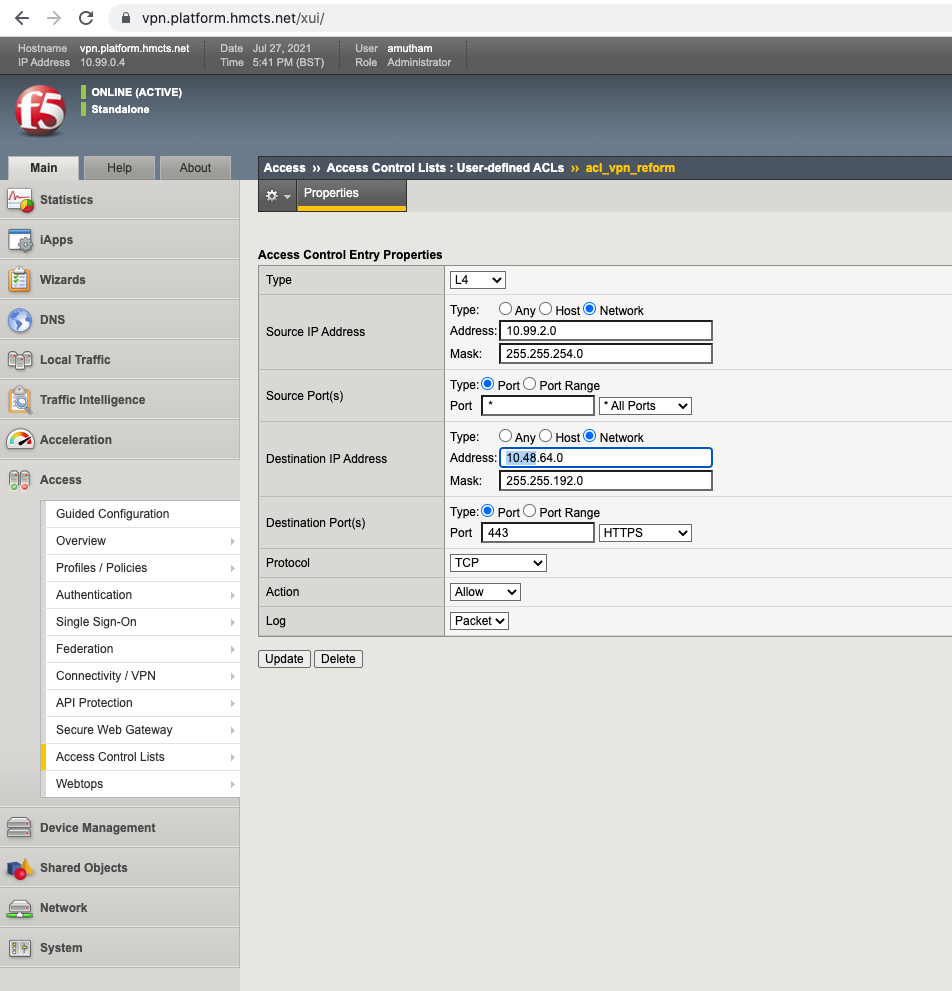 vpn.platform.hmcts.net/xui/
Hostname vpn.platform.hmcts.net Date Jul 27, 2021 User amutham
IP Address 10.99.0.4 Time 5:41 PM (BST) Role Administrator
f5
ONLINE (ACTIVE)
Standalone
Main Help About
Access ›› Access Control Lists : User-defined ACLs ›› acl_vpn_reform
Properties
Statistics
iApps
Wizards
DNS
Local Traffic
Traffic Intelligence
Acceleration
Access
Guided Configuration
Overview
Profiles / Policies
Authentication
Single Sign-On
Federation
Connectivity / VPN
API Protection
Secure Web Gateway
Access Control Lists
Webtops
Device Management
Shared Objects
Network
System
Access Control Entry Properties
Type L4
Source IP Address
Type: Any Host Network
Address: 10.99.2.0
Mask: 255.255.254.0
Source Port(s)
Type: Port Port Range
Port * * All Ports
Destination IP Address
Type: Any Host Network
Address: 10.48.64.0
Mask: 255.255.192.0
Destination Port(s)
Type: Port Port Range
Port 443 HTTPS
Protocol TCP
Action Allow
Log Packet
Update Delete